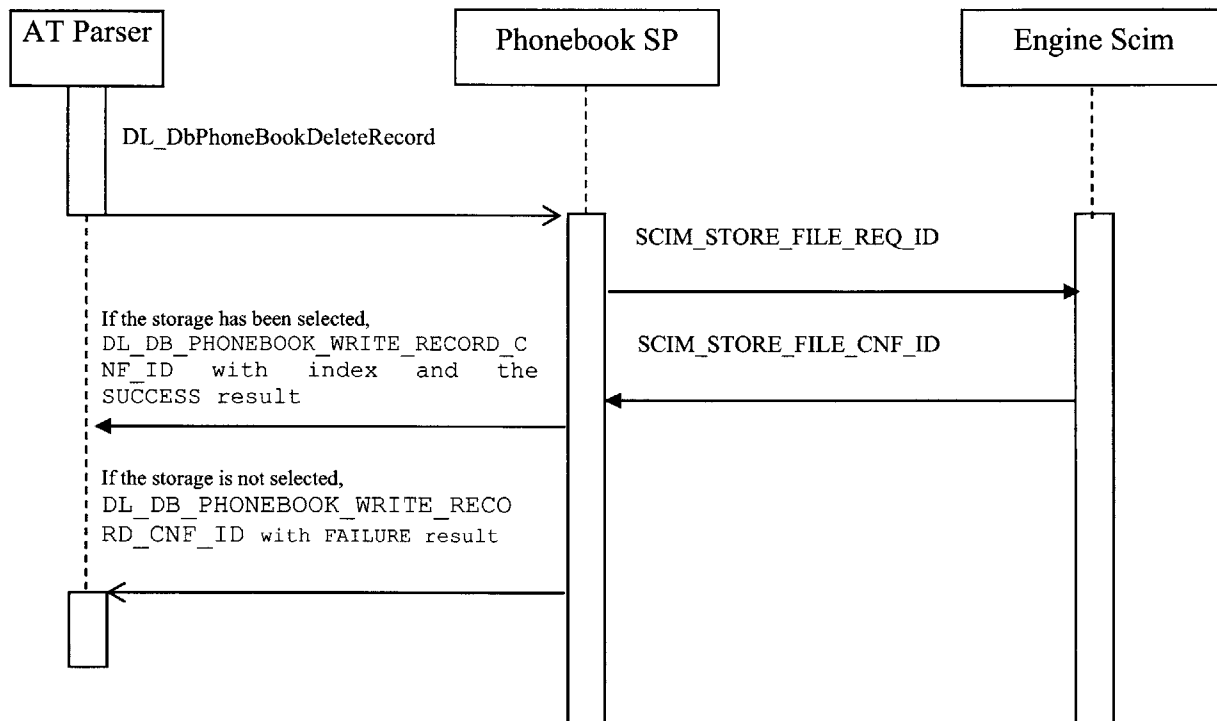 AT Parser
Phonebook SP
Engine Scim
DL_DbPhoneBookDeleteRecord
SCIM_STORE_FILE_REQ_ID
If the storage has been selected,
DL_DB_PHONEBOOK_WRITE_RECORD_C
NF_ID with index and the
SUCCESS result
SCIM_STORE_FILE_CNF_ID
If the storage is not selected,
DL_DB_PHONEBOOK_WRITE_RECO
RD_CNF_ID with FAILURE result